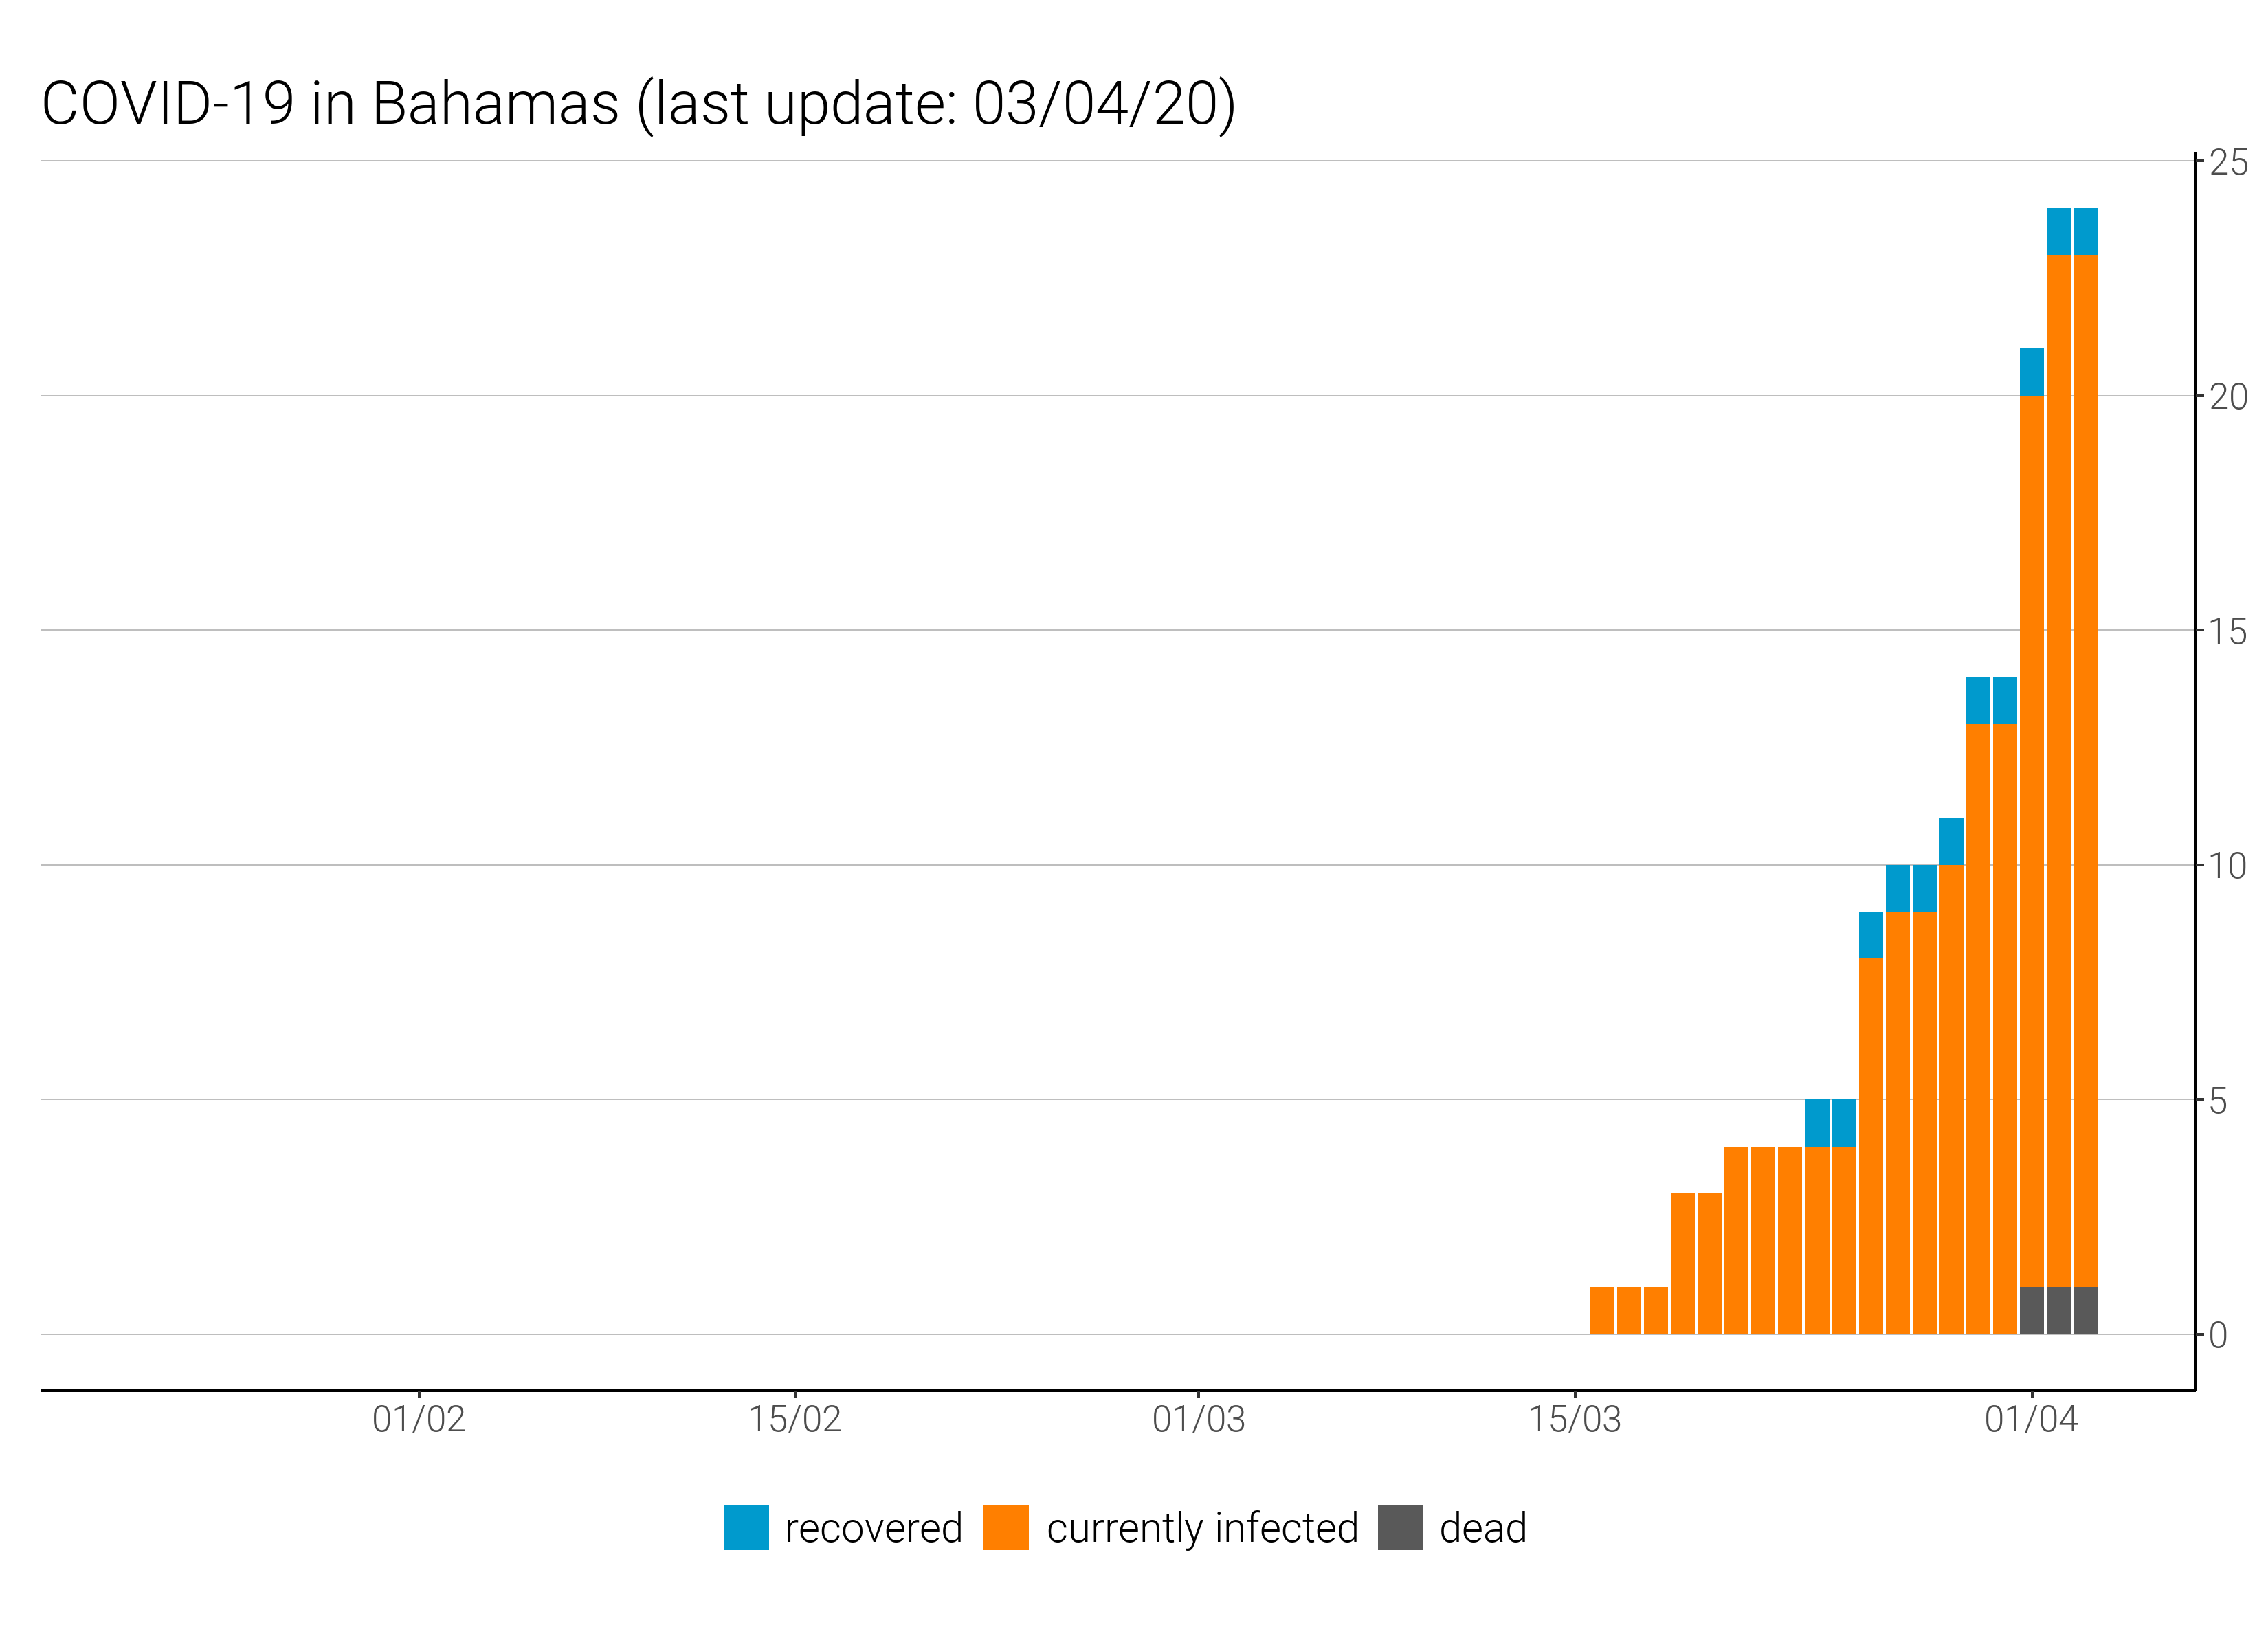 COVID-19 in Bahamas (last update: 03/04/20)
25
20
15
10
5
0
01/02 15/02 01/03 15/03 01/04
recovered currently infected dead